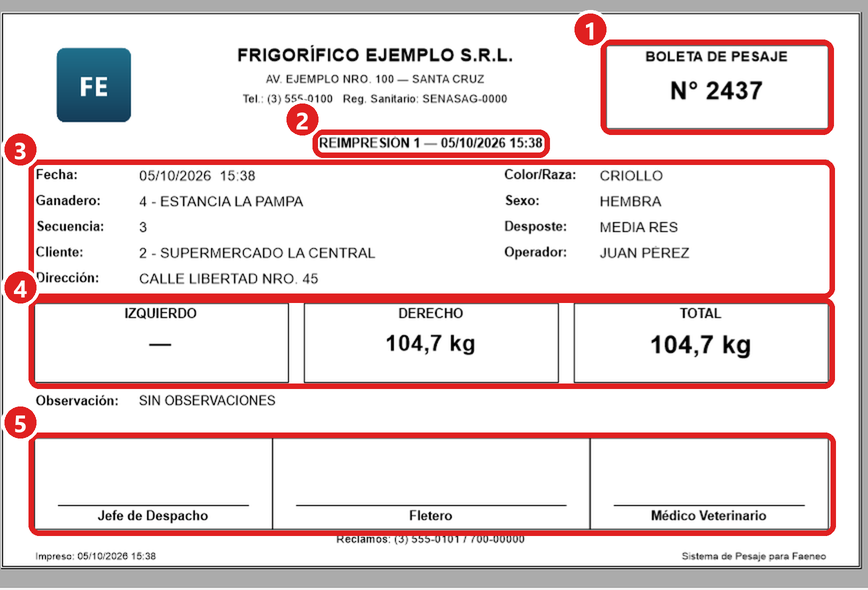 1
BOLETA DE PESAJE
N° 2437
FE
FRIGORÍFICO EJEMPLO S.R.L.
AV. EJEMPLO NRO. 100 — SANTA CRUZ
Tel.: (3) 555-0100 Reg. Sanitario: SENASAG-0000
2
REIMPRESION 1 — 05/10/2026 15:38
3
Fecha: 05/10/2026 15:38 Color/Raza: CRIOLLO
Ganadero: 4 - ESTANCIA LA PAMPA Sexo: HEMBRA
Secuencia: 3 Desposte: MEDIA RES
Cliente: 2 - SUPERMERCADO LA CENTRAL Operador: JUAN PÉREZ
Dirección: CALLE LIBERTAD NRO. 45
4
IZQUIERDO DERECHO TOTAL
— 104,7 kg 104,7 kg
Observación: SIN OBSERVACIONES
5
Jefe de Despacho Fletero Médico Veterinario
Reclamos: (3) 555-0101 / 700-00000
Impreso: 05/10/2026 15:38 Sistema de Pesaje para Faeneo